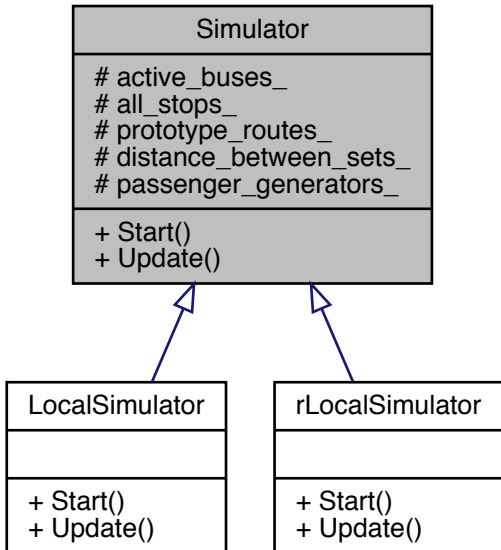 Simulator
# active_buses_
# all_stops_
# prototype_routes_
# distance_between_sets_
# passenger_generators_
+ Start()
+ Update()
LocalSimulator
+ Start()
+ Update()
rLocalSimulator
+ Start()
+ Update()